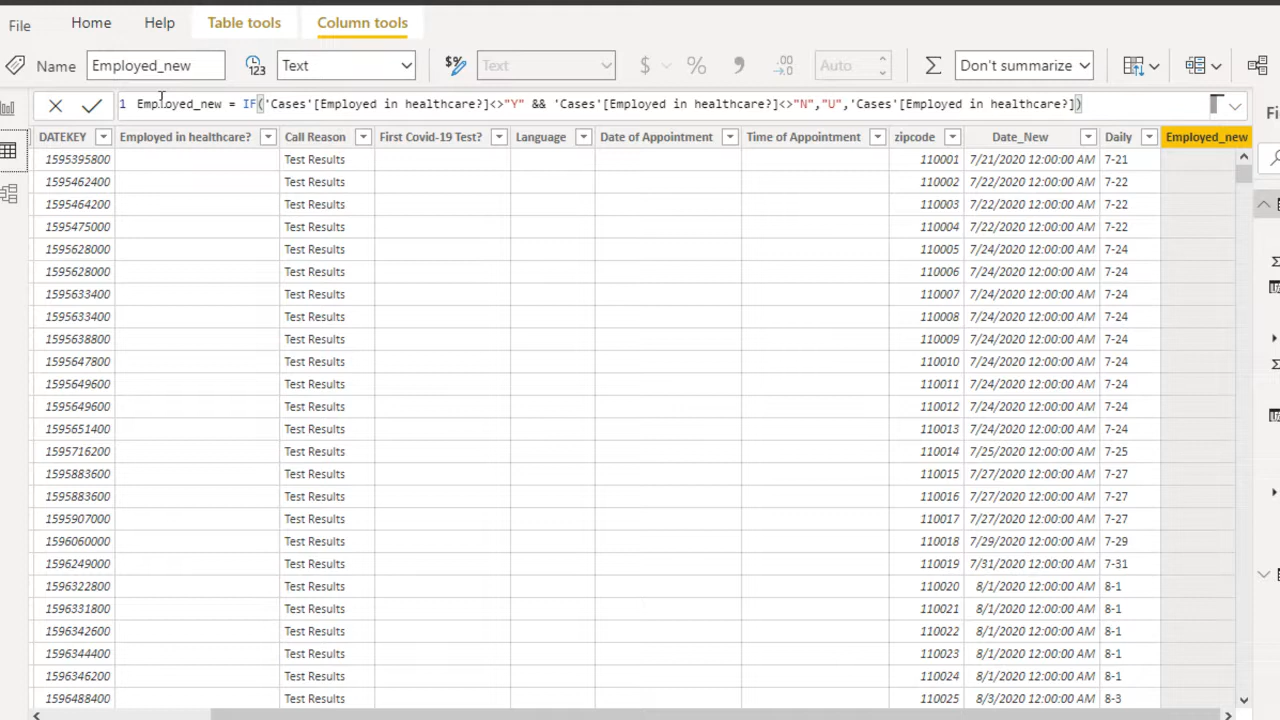 File Home Help Table tools Column tools
Name Employed_new 123 Text $% Text $ % 9 .00 Auto Σ Don't summarize
1 Employed_new = IF('Cases'[Employed in healthcare?]<>"Y" && 'Cases'[Employed in healthcare?]<>"N","U",'Cases'[Employed in healthcare?])
DATEKEY Employed in healthcare? Call Reason First Covid-19 Test? Language Date of Appointment Time of Appointment zipcode Date_New Daily Employed_new
1595395800 Test Results 110001 7/21/2020 12:00:00 AM 7-21
1595462400 Test Results 110002 7/22/2020 12:00:00 AM 7-22
1595464200 Test Results 110003 7/22/2020 12:00:00 AM 7-22
1595475000 Test Results 110004 7/22/2020 12:00:00 AM 7-22
1595628000 Test Results 110005 7/24/2020 12:00:00 AM 7-24
1595628000 Test Results 110006 7/24/2020 12:00:00 AM 7-24
1595633400 Test Results 110007 7/24/2020 12:00:00 AM 7-24
1595633400 Test Results 110008 7/24/2020 12:00:00 AM 7-24
1595638800 Test Results 110009 7/24/2020 12:00:00 AM 7-24
1595647800 Test Results 110010 7/24/2020 12:00:00 AM 7-24
1595649600 Test Results 110011 7/24/2020 12:00:00 AM 7-24
1595649600 Test Results 110012 7/24/2020 12:00:00 AM 7-24
1595651400 Test Results 110013 7/24/2020 12:00:00 AM 7-24
1595716200 Test Results 110014 7/25/2020 12:00:00 AM 7-25
1595883600 Test Results 110015 7/27/2020 12:00:00 AM 7-27
1595883600 Test Results 110016 7/27/2020 12:00:00 AM 7-27
1595907000 Test Results 110017 7/27/2020 12:00:00 AM 7-27
1596060000 Test Results 110018 7/29/2020 12:00:00 AM 7-29
1596249000 Test Results 110019 7/31/2020 12:00:00 AM 7-31
1596322800 Test Results 110020 8/1/2020 12:00:00 AM 8-1
1596331800 Test Results 110021 8/1/2020 12:00:00 AM 8-1
1596342600 Test Results 110022 8/1/2020 12:00:00 AM 8-1
1596344400 Test Results 110023 8/1/2020 12:00:00 AM 8-1
1596346200 Test Results 110024 8/1/2020 12:00:00 AM 8-1
1596488400 Test Results 110025 8/3/2020 12:00:00 AM 8-3